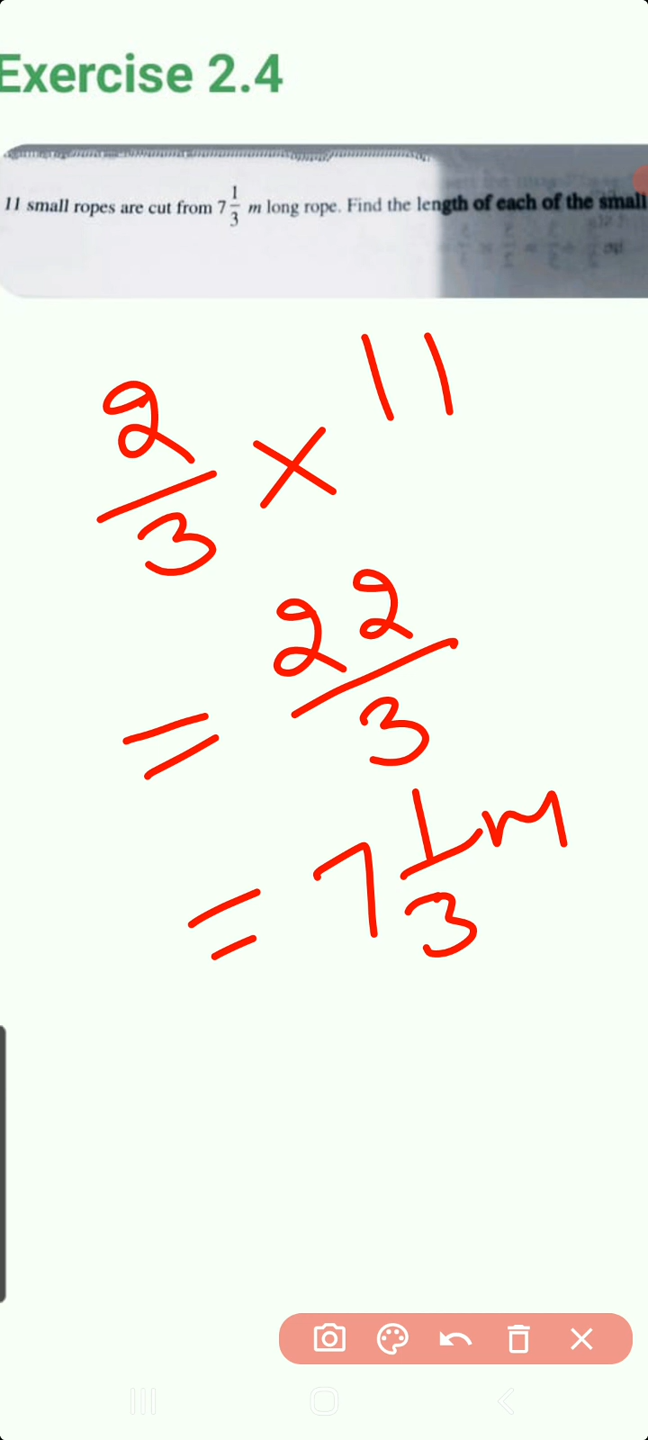 Exercise 2.4
11 small ropes are cut from 7 1/3 m long rope. Find the length of each of the small
2/3 × 11
= 22/3
= 7 1/3 m